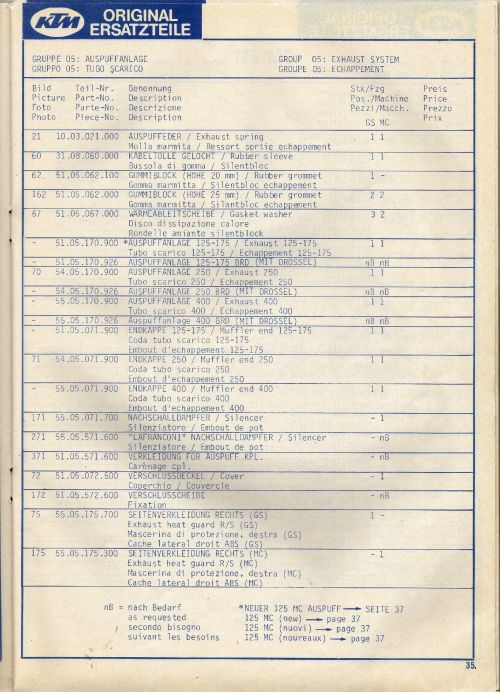 KTM ORIGINAL
ERSATZTEILE
GRUPPE 05: AUSPUFFANLAGE GROUP 05: EXHAUST SYSTEM
GRUPPO 05: TUBO SCARICO GROUPE 05: ECHAPPEMENT
Bild Teil-Nr. Benennung Stk/Fzg Preis
Picture Part-No. Description Pos./Machine Price
Foto Parte-No. Descrizione Pezzi/Macch. Prezzo
Photo Piece-No. Description Prix
GS MC
21 10.03.021.000 AUSPUFFEDER / Exhaust spring 1 1
Molla marmita / Ressort sortie echappement
60 31.08.060.000 KABELTOLLE GELOCHT / Rubber sleeve 1 1
Bussola di gomma / Silentbloc
62 51.05.062.100 GUMMIBLOCK (HÖHE 20 mm) / Rubber grommet 1 -
Gomma marmitta / Silentbloc echappement
162 51.05.062.000 GUMMIBLOCK (HÖHE 25 mm) / Rubber grommet 2 2
Gomma marmitta / Silantbloc echappement
67 51.05.067.000 WÄRMEABLEITSCHEIBE / Gasket washer 3 2
Disco dissipazione calore
Rondelle amiante silentblock
- 51.05.170.900 *AUSPUFFANLAGE 125-175 / Exhaust 125-175 1 1
Tubo scarico 125-175 / Echappement 125-175
- 51.05.170.926 AUSPUFFANLAGE 125-175 BRD (MIT DROSSEL) nB nB
70 54.05.170.900 AUSPUFFANLAGE 250 / Exhaust 250 1 1
Tubo scarico 250 / Echappement 250
- 54.05.170.926 AUSPUFFANLAGE 250 BRD (MIT DROSSEL) nB nB
- 55.05.170.900 AUSPUFFANLAGE 400 / Exhaust 400 1 1
Tubo scarico 400 / Echappement 400
- 55.05.170.926 Auspuffanlage 400 BRD (MIT DROSSEL) nB nB
- 51.05.071.900 ENDKAPPE 125-175 / Muffler end 125-175 1 1
Coda tubo scarico 125-175
Embout d'echappement 125-175
71 54.05.071.900 ENDKAPPE 250 / Muffler end 250 1 1
Coda tubo scarico 250
Embout d'echappement 250
- 55.05.071.900 ENDKAPPE 400 / Muffler end 400 1 1
Coda tubo scarico 400
Embout d'echappement 400
171 55.05.071.700 NACHSCHALLDÄMPFER / Silencer - 1
Silenziatore / Embout de pot
271 55.05.571.600 "LAFRANCONI" NACHSCHALLDÄMPFER / Silencer - nB
Silenziatore / Embout de pot
371 51.05.571.600 VERKLEIDUNG FÜR AUSPUFF KPL. - nB
Carénage cpl.
72 51.05.072.500 VERSCHLUSSDECKEL / Cover - 1
Coperchio / Couvercle
172 51.05.572.600 VERSCHLUSSCHEIBE - nB
Fixation
75 55.05.175.700 SEITENVERKLEIDUNG RECHTS (GS) 1 -
Exhaust heat guard R/S (GS)
Mascerina di protezione, destra (GS)
Cache lateral droit ABS (GS)
175 55.05.175.300 SEITENVERKLEIDUNG RECHTS (MC) - 1
Exhaust heat guard R/S (MC)
Mascerina di protezione, destra (MC)
Cache lateral droit ABS (MC)
nB = nach Bedarf *NEUER 125 MC AUSPUFF → SEITE 37
as requested 125 MC (new) → page 37
secondo bisogno 125 MC (nuovi) → page 37
suivant les besoins 125 MC (noureaux) → page 37
35.